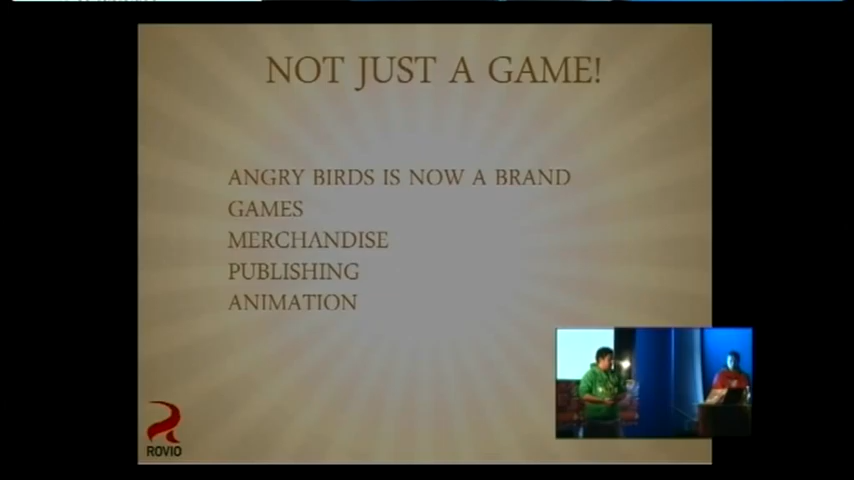 NOT JUST A GAME!
ANGRY BIRDS IS NOW A BRAND
GAMES
MERCHANDISE
PUBLISHING
ANIMATION
ROVIO